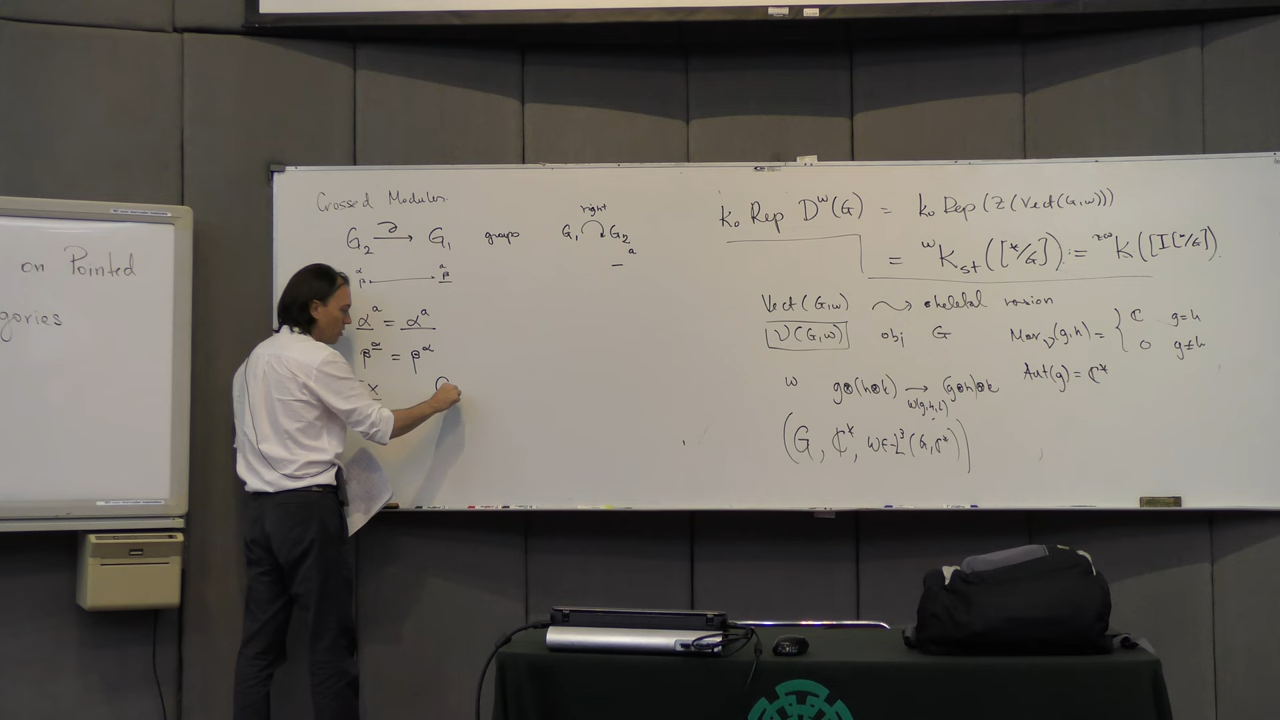 on Pointed
gories
Crossed Modules
G₂ →∂ G₁ groups G₁ ↷ G₂
right
a
α a
β β
α^a = α^a
β^α = β^α
k₀ Rep D^w(G) = k₀ Rep(Z(Vect(G,w)))
= ^wK_st([*/G]) := ^{τω}K([I[*/G])
Vect(G,w) ⇝ skeletal version
V(G,w) obj G Mor_V(g,h) = { ℂ g=h
0 g≠h
w g⊗(h⊗k) → (g⊗h)⊗k Aut(g) = ℂ*
w(g,h,k)
(G, ℂ*, w∈Z³(G,ℂ*))